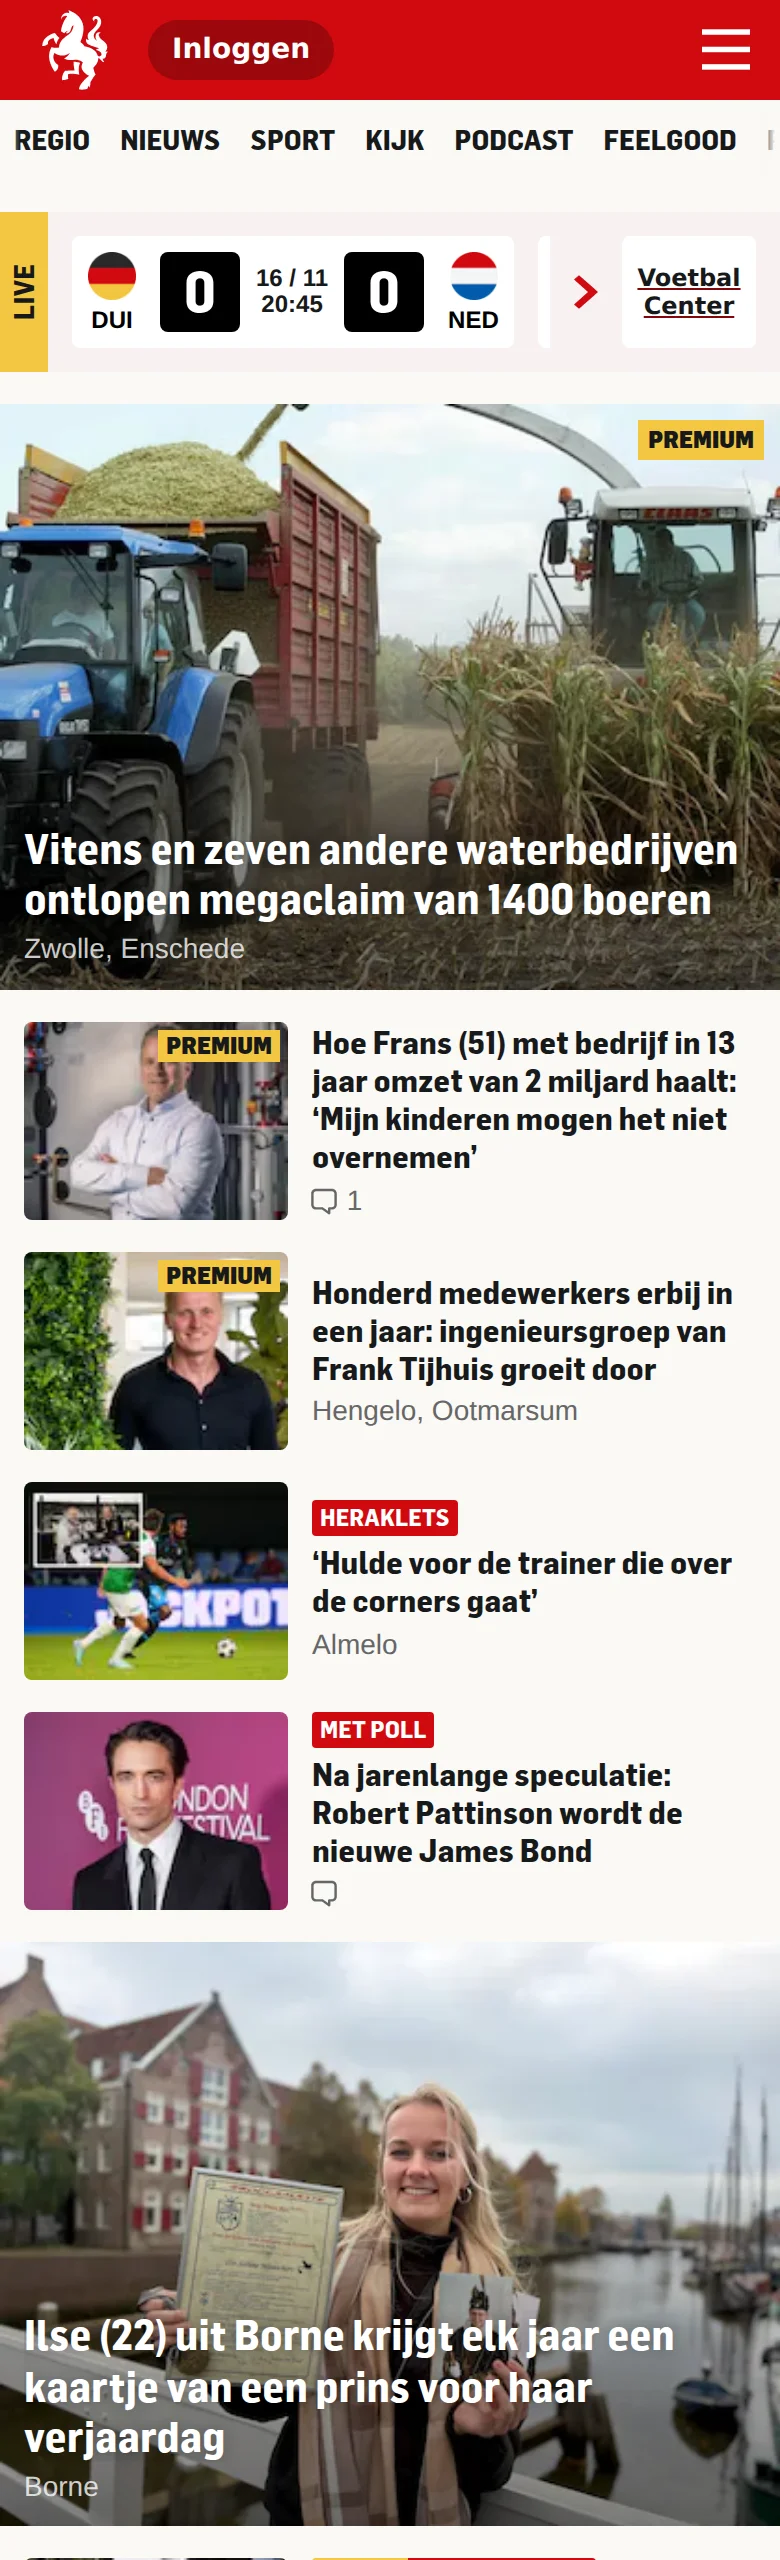 Inloggen
REGIO NIEUWS SPORT KIJK PODCAST FEELGOOD
LIVE
DUI
0
16 / 11
20:45
0
NED
Voetbal
Center
PREMIUM
CLAAS
Vitens en zeven andere waterbedrijven
ontlopen megaclaim van 1400 boeren
Zwolle, Enschede
PREMIUM
Hoe Frans (51) met bedrijf in 13
jaar omzet van 2 miljard haalt:
‘Mijn kinderen mogen het niet
overnemen’
1
PREMIUM
Honderd medewerkers erbij in
een jaar: ingenieursgroep van
Frank Tijhuis groeit door
Hengelo, Ootmarsum
HERAKLETS
‘Hulde voor de trainer die over
de corners gaat’
Almelo
MET POLL
Na jarenlange speculatie:
Robert Pattinson wordt de
nieuwe James Bond
Ilse (22) uit Borne krijgt elk jaar een
kaartje van een prins voor haar
verjaardag
Borne